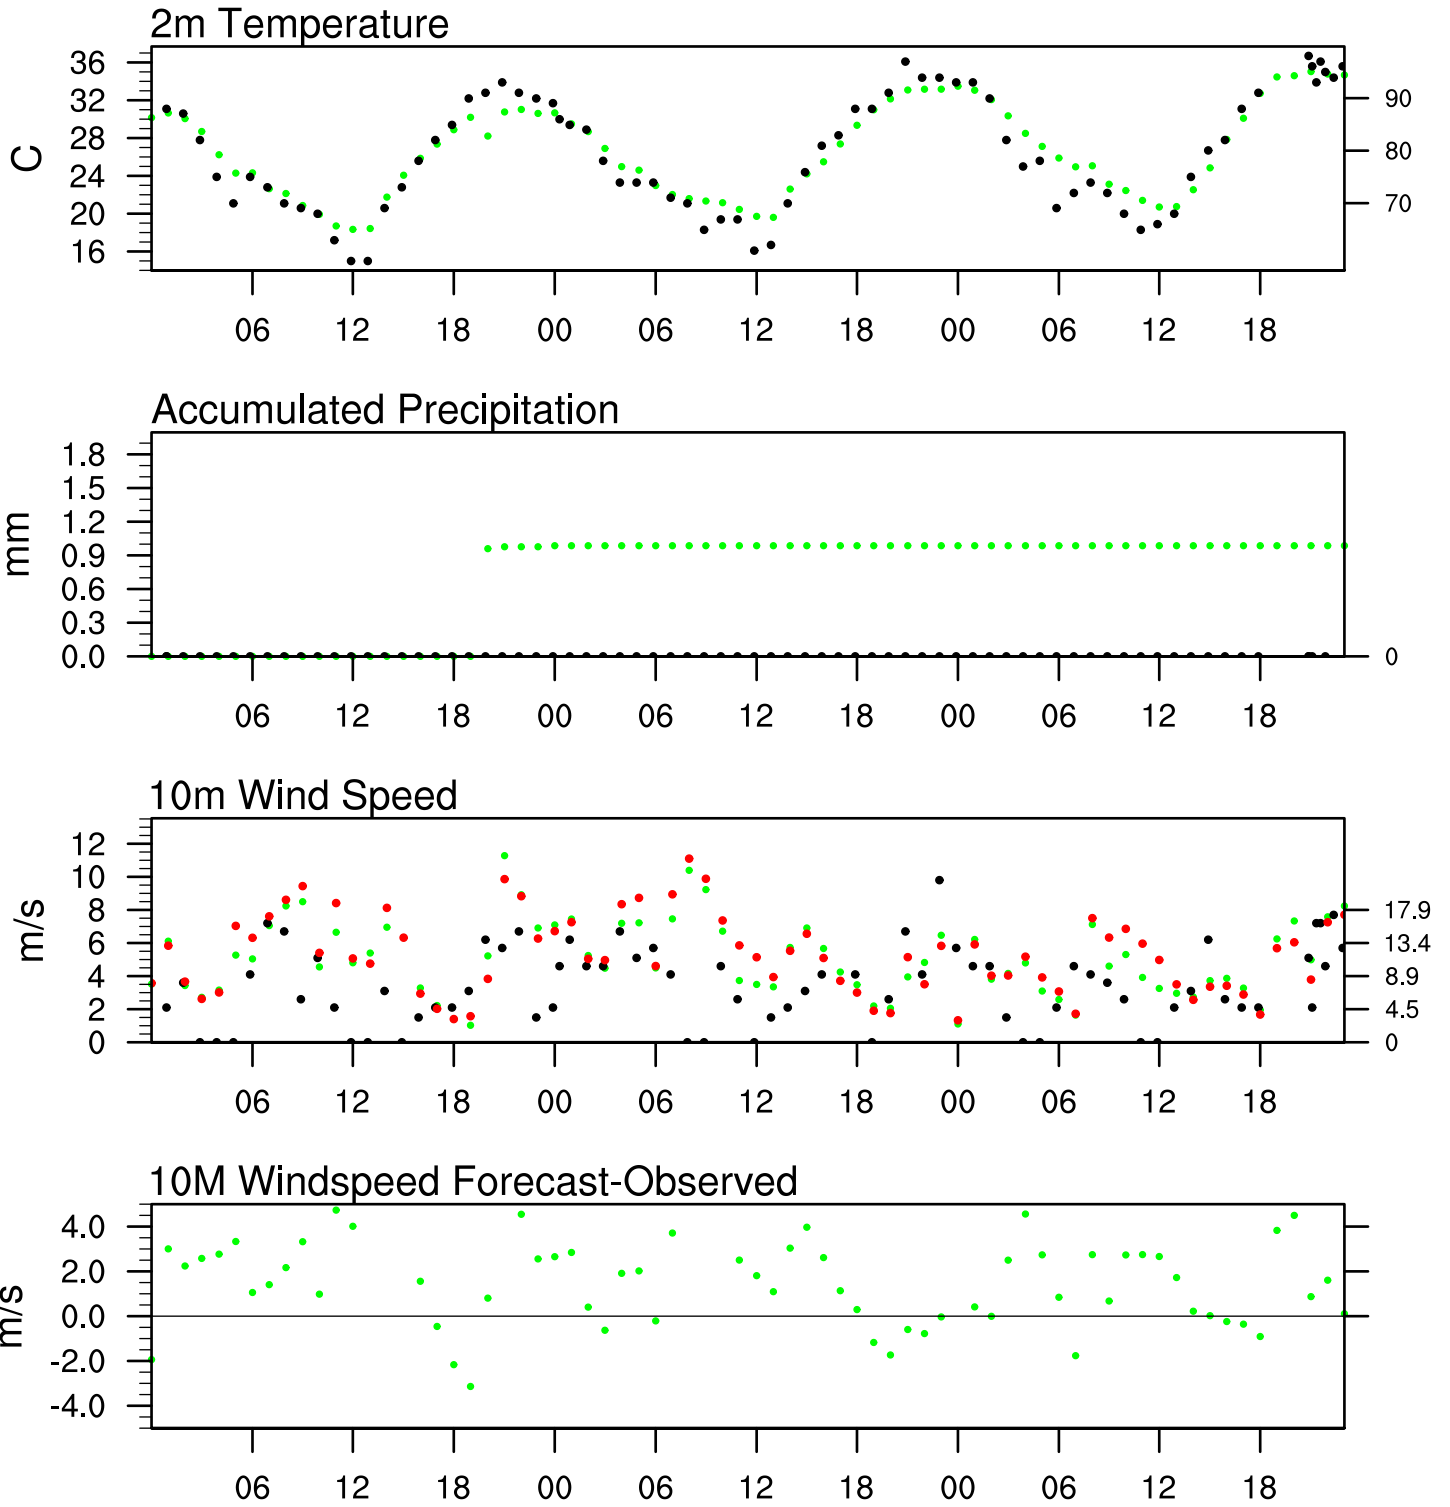 2m Temperature
36
32
28
24
20
16
C
90
80
70
06 12 18 00 06 12 18 00 06 12 18
Accumulated Precipitation
1.8
1.5
1.2
0.9
0.6
0.3
0.0
mm
0
06 12 18 00 06 12 18 00 06 12 18
10m Wind Speed
12
10
8
6
4
2
0
m/s
17.9
13.4
8.9
4.5
0
06 12 18 00 06 12 18 00 06 12 18
10M Windspeed Forecast-Observed
4.0
2.0
0.0
-2.0
-4.0
m/s
06 12 18 00 06 12 18 00 06 12 18